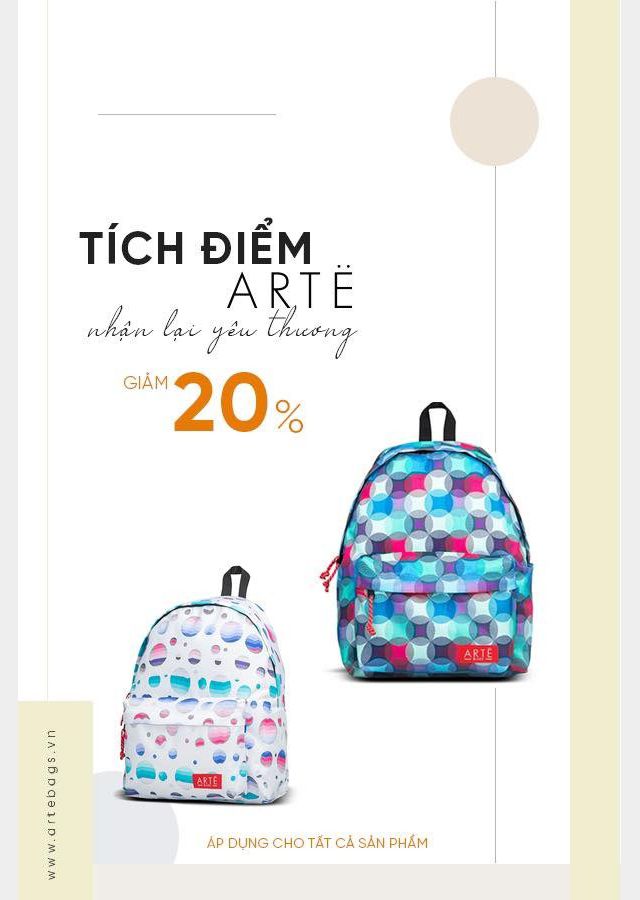 TÍCH ĐIỂM
ARTË
nhận lại yêu thương
GIẢM 20%
ARTË
ARTË
ÁP DỤNG CHO TẤT CẢ SẢN PHẨM
www.artebags.vn